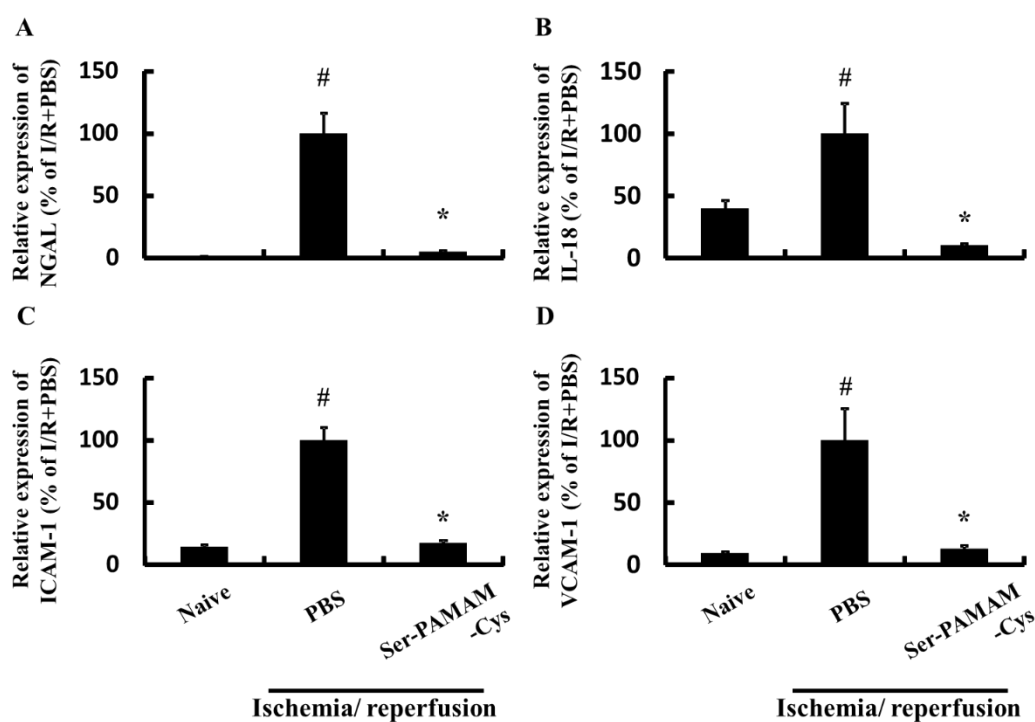 A
Relative expression of
NGAL (% of I/R+PBS)
150
100
50
0
#
*
B
Relative expression of
IL-18 (% of I/R+PBS)
150
100
50
0
#
*
C
Relative expression of
ICAM-1 (% of I/R+PBS)
150
100
50
0
#
*
Naive
PBS
Ser-PAMAM
-Cys
Ischemia/ reperfusion
D
Relative expression of
VCAM-1 (% of I/R+PBS)
150
100
50
0
#
*
Naive
PBS
Ser-PAMAM
-Cys
Ischemia/ reperfusion